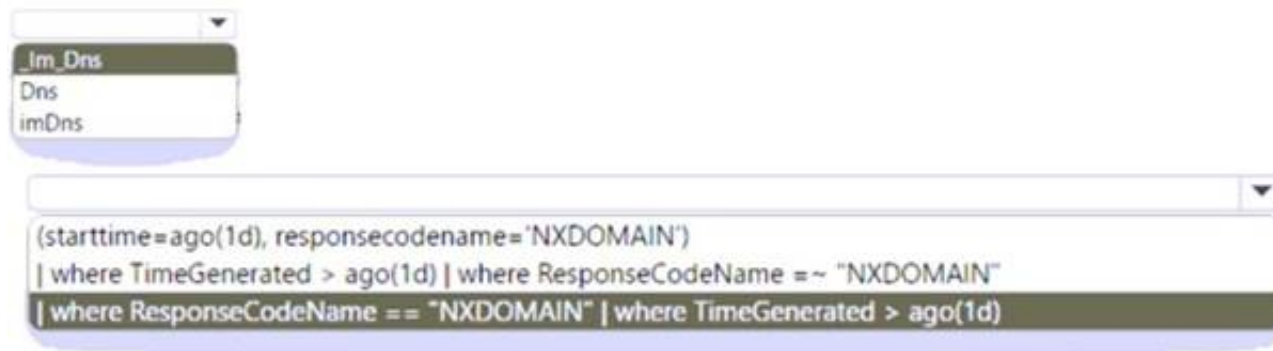 _Im_Dns
Dns
imDns
(starttime=ago(1d), responsecodename='NXDOMAIN')
| where TimeGenerated > ago(1d) | where ResponseCodeName =~ "NXDOMAIN"
| where ResponseCodeName == "NXDOMAIN" | where TimeGenerated > ago(1d)